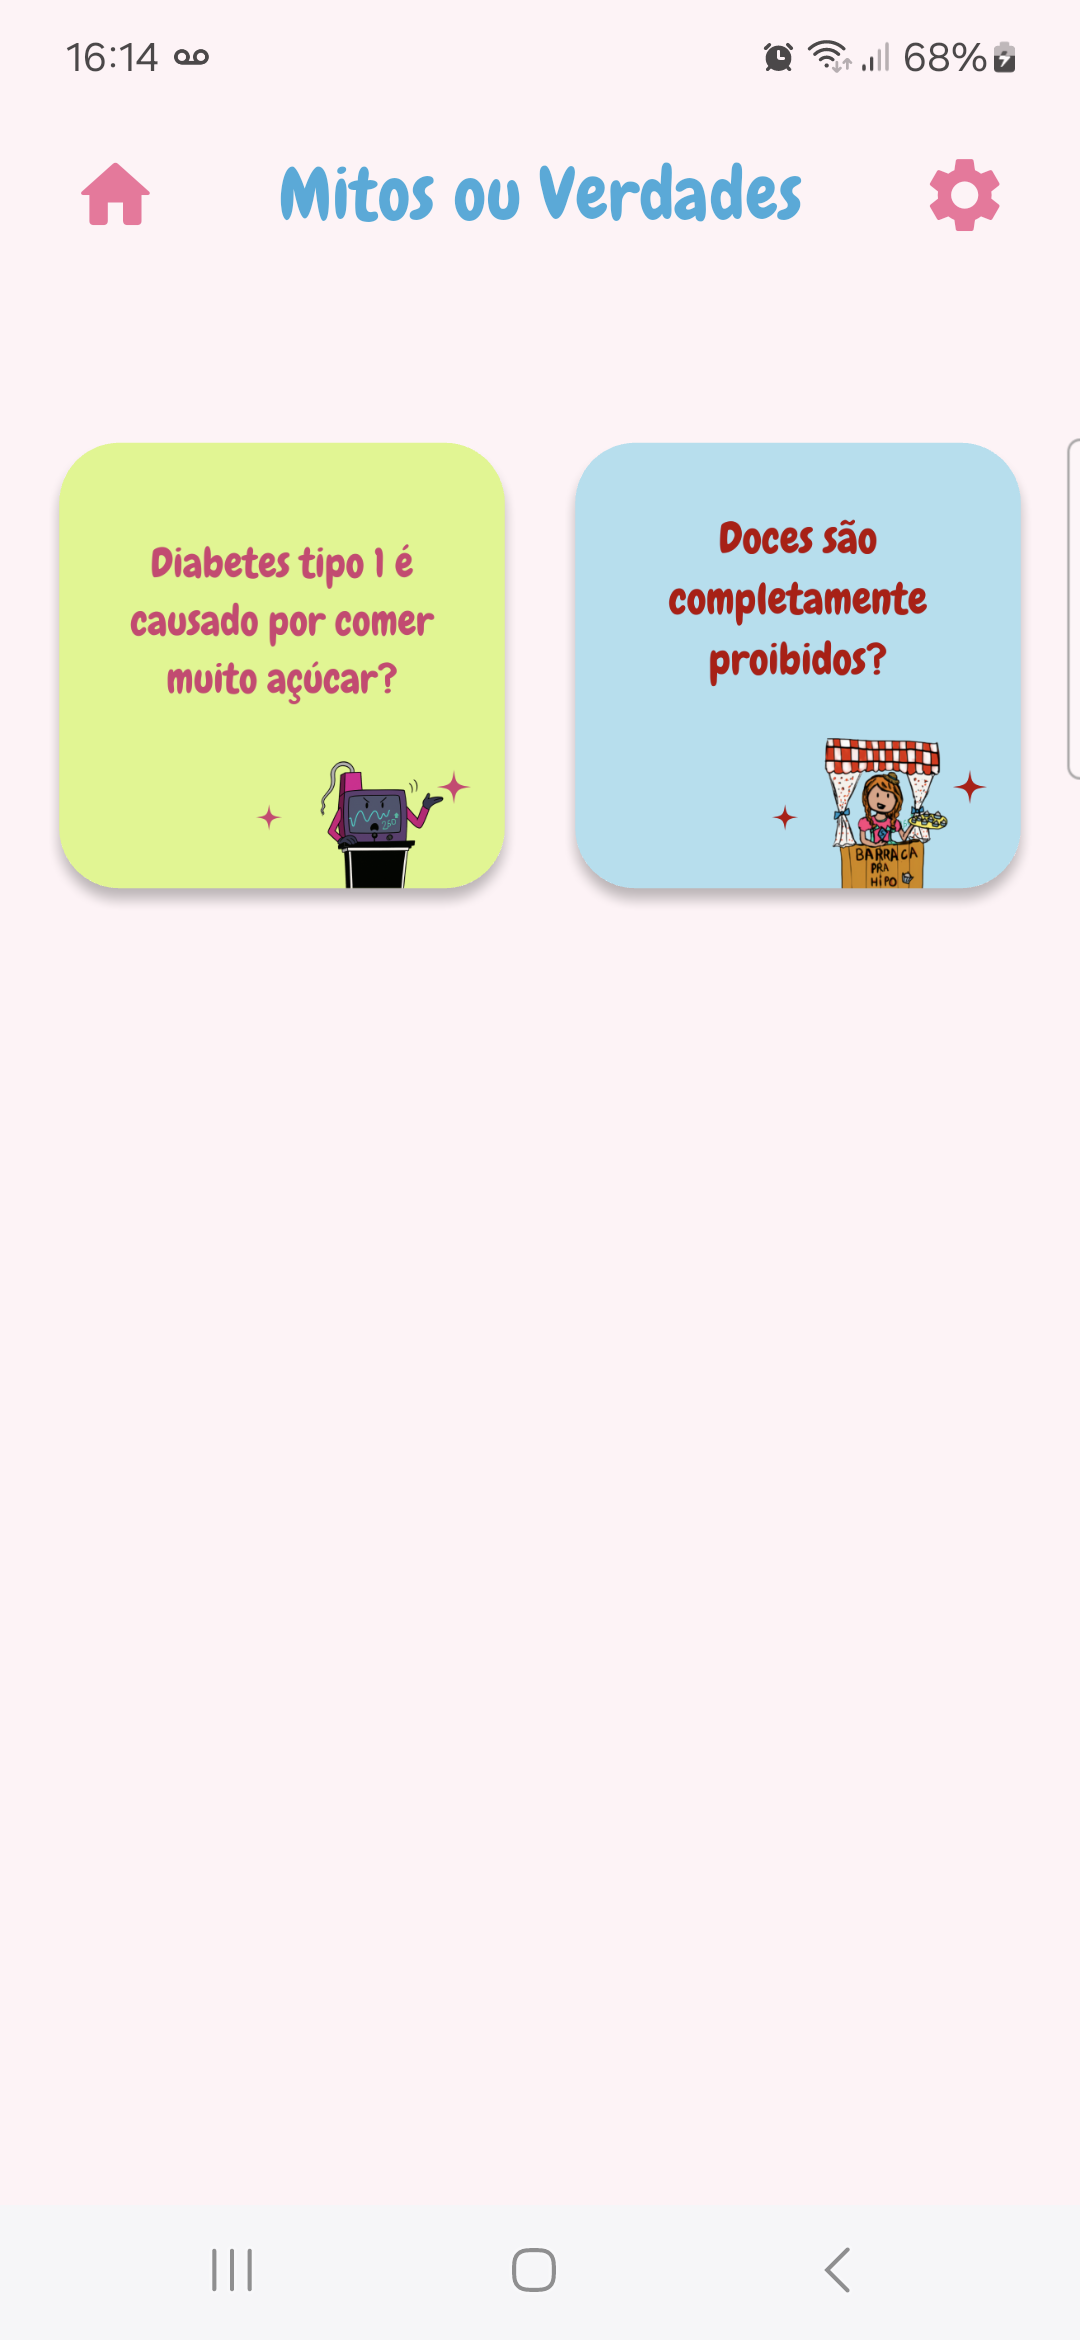 16:14
68%
Mitos ou Verdades
Diabetes tipo 1 é
causado por comer
muito açúcar?
260
Doces são
completamente
proibidos?
BARRACA
PRA
HIPO